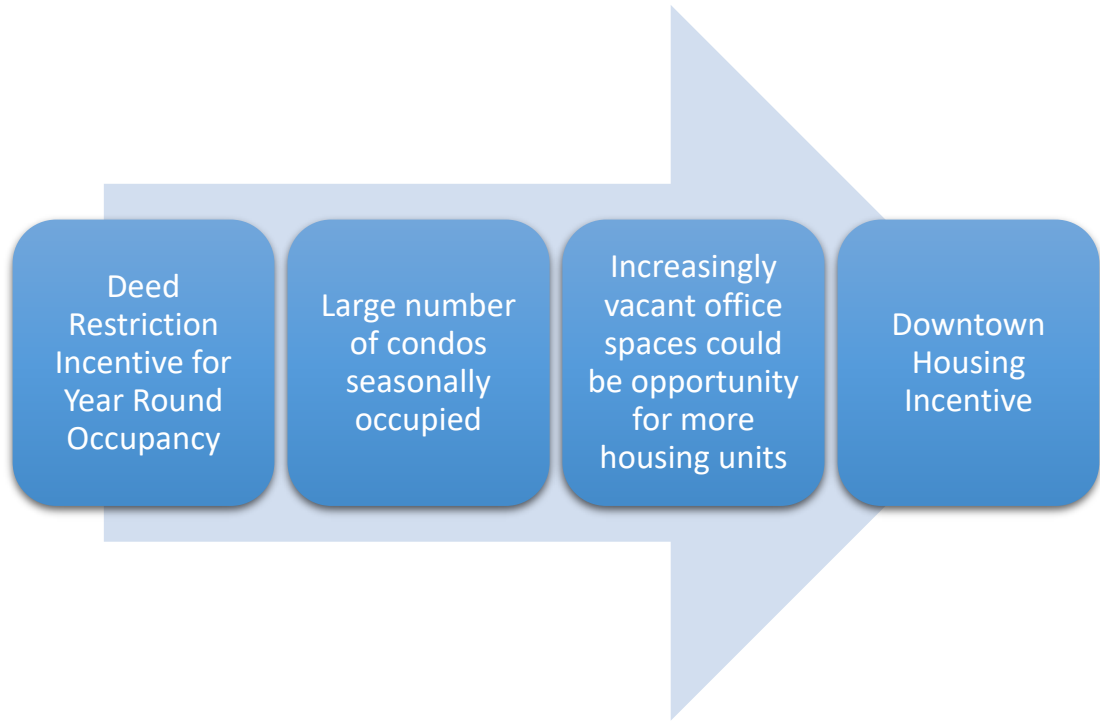 Deed
Restriction
Incentive for
Year Round
Occupancy
Large number
of condos
seasonally
occupied
Increasingly
vacant office
spaces could
be opportunity
for more
housing units
Downtown
Housing
Incentive